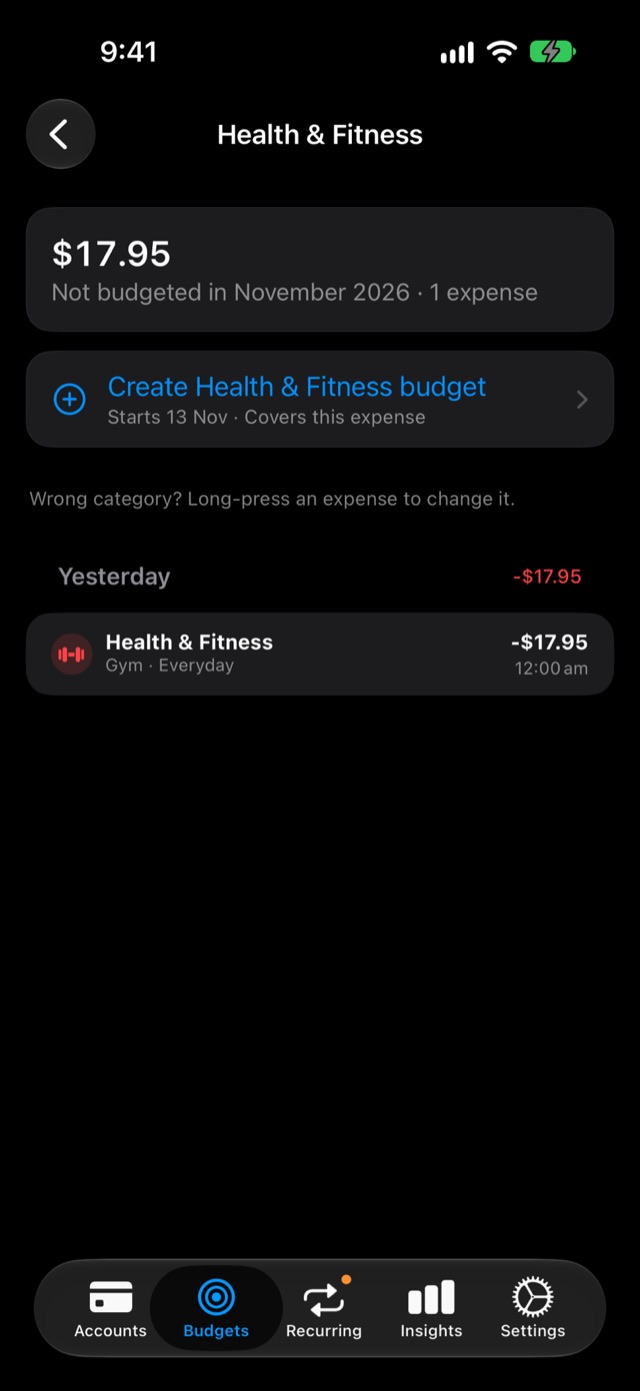 9:41
Health & Fitness
$17.95
Not budgeted in November 2026 · 1 expense
Create Health & Fitness budget
Starts 13 Nov · Covers this expense
Wrong category? Long-press an expense to change it.
Yesterday -$17.95
Health & Fitness -$17.95
Gym · Everyday 12:00 am
Accounts Budgets Recurring Insights Settings